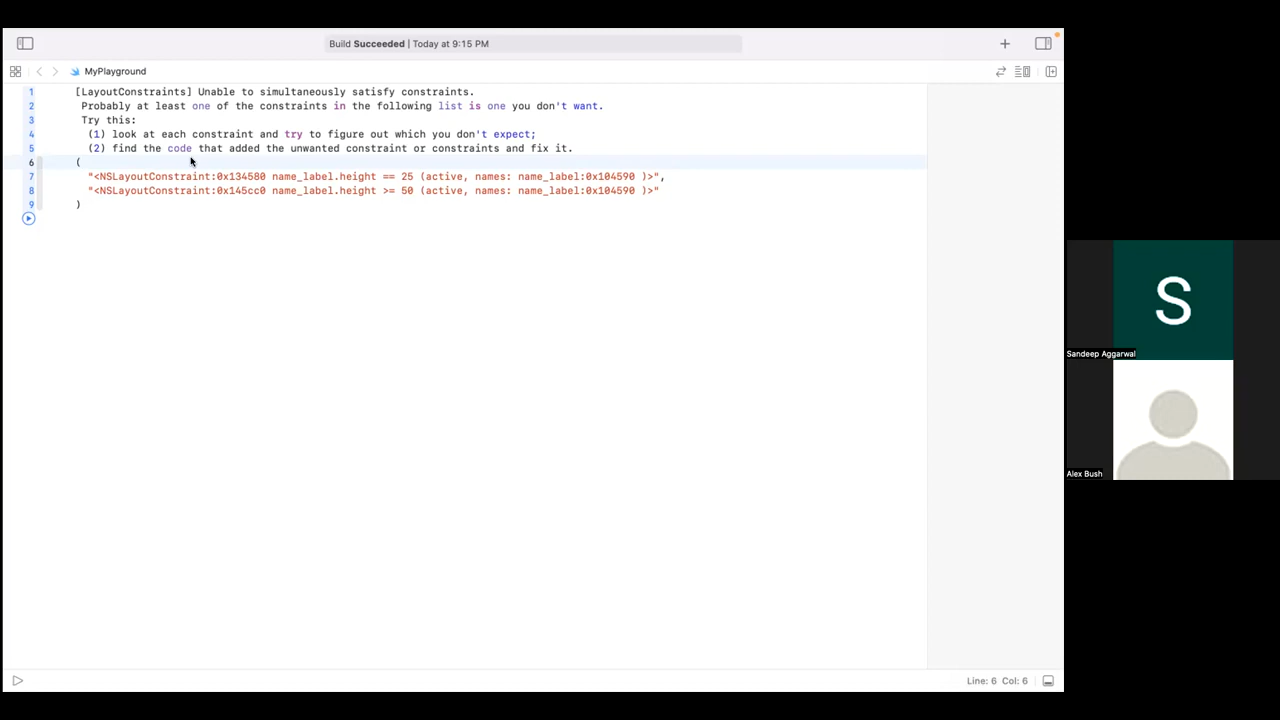 Build Succeeded | Today at 9:15 PM
MyPlayground
1 [LayoutConstraints] Unable to simultaneously satisfy constraints.
2 Probably at least one of the constraints in the following list is one you don't want.
3 Try this:
4 (1) look at each constraint and try to figure out which you don't expect;
5 (2) find the code that added the unwanted constraint or constraints and fix it.
6 (
7 "<NSLayoutConstraint:0x134580 name_label.height == 25 (active, names: name_label:0x104590 )>",
8 "<NSLayoutConstraint:0x145cc0 name_label.height >= 50 (active, names: name_label:0x104590 )>"
9 )
S
Sandeep Aggarwal
Alex Bush
Line: 6 Col: 6